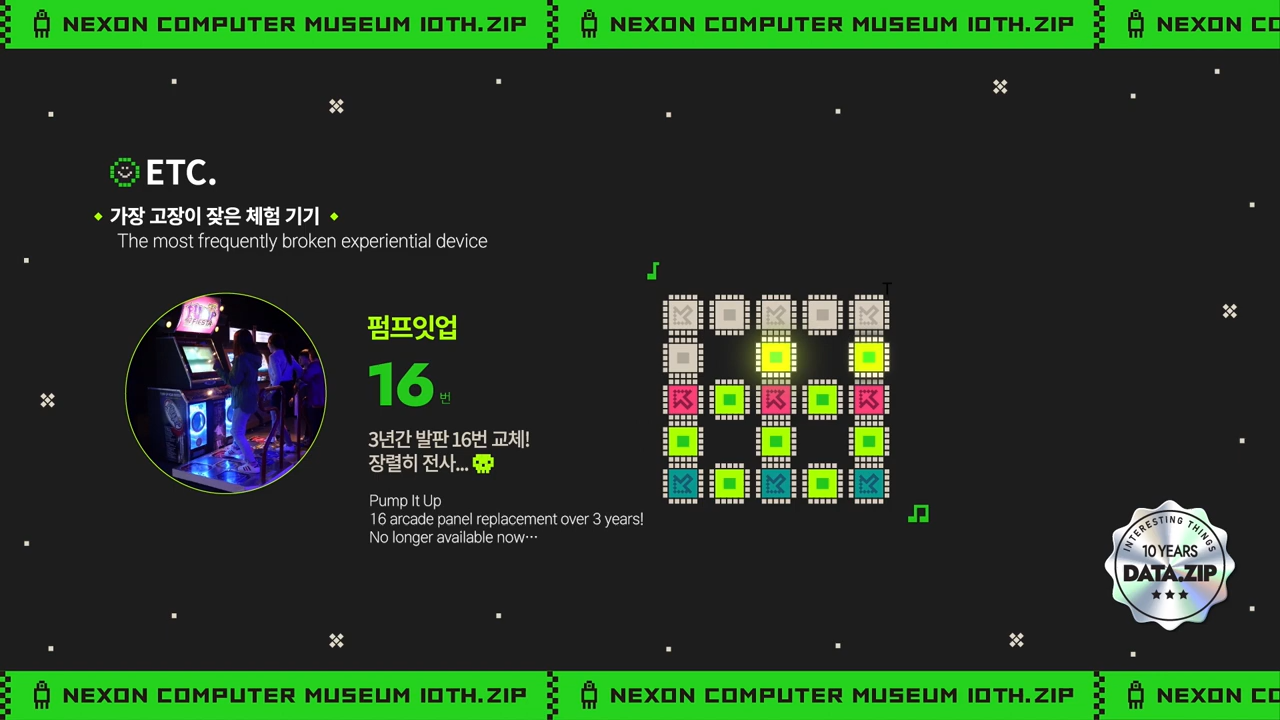 NEXON COMPUTER MUSEUM 10TH.ZIP NEXON COMPUTER MUSEUM 10TH.ZIP NEXON CO
ETC.
가장 고장이 잦은 체험 기기
The most frequently broken experiential device
펌프잇업
16번
3년간 발판 16번 교체!
장렬히 전사...
Pump It Up
16 arcade panel replacement over 3 years!
No longer available now…
T
INTERESTING THINGS
10 YEARS
DATA.ZIP
NEXON COMPUTER MUSEUM 10TH.ZIP NEXON COMPUTER MUSEUM 10TH.ZIP NEXON CO